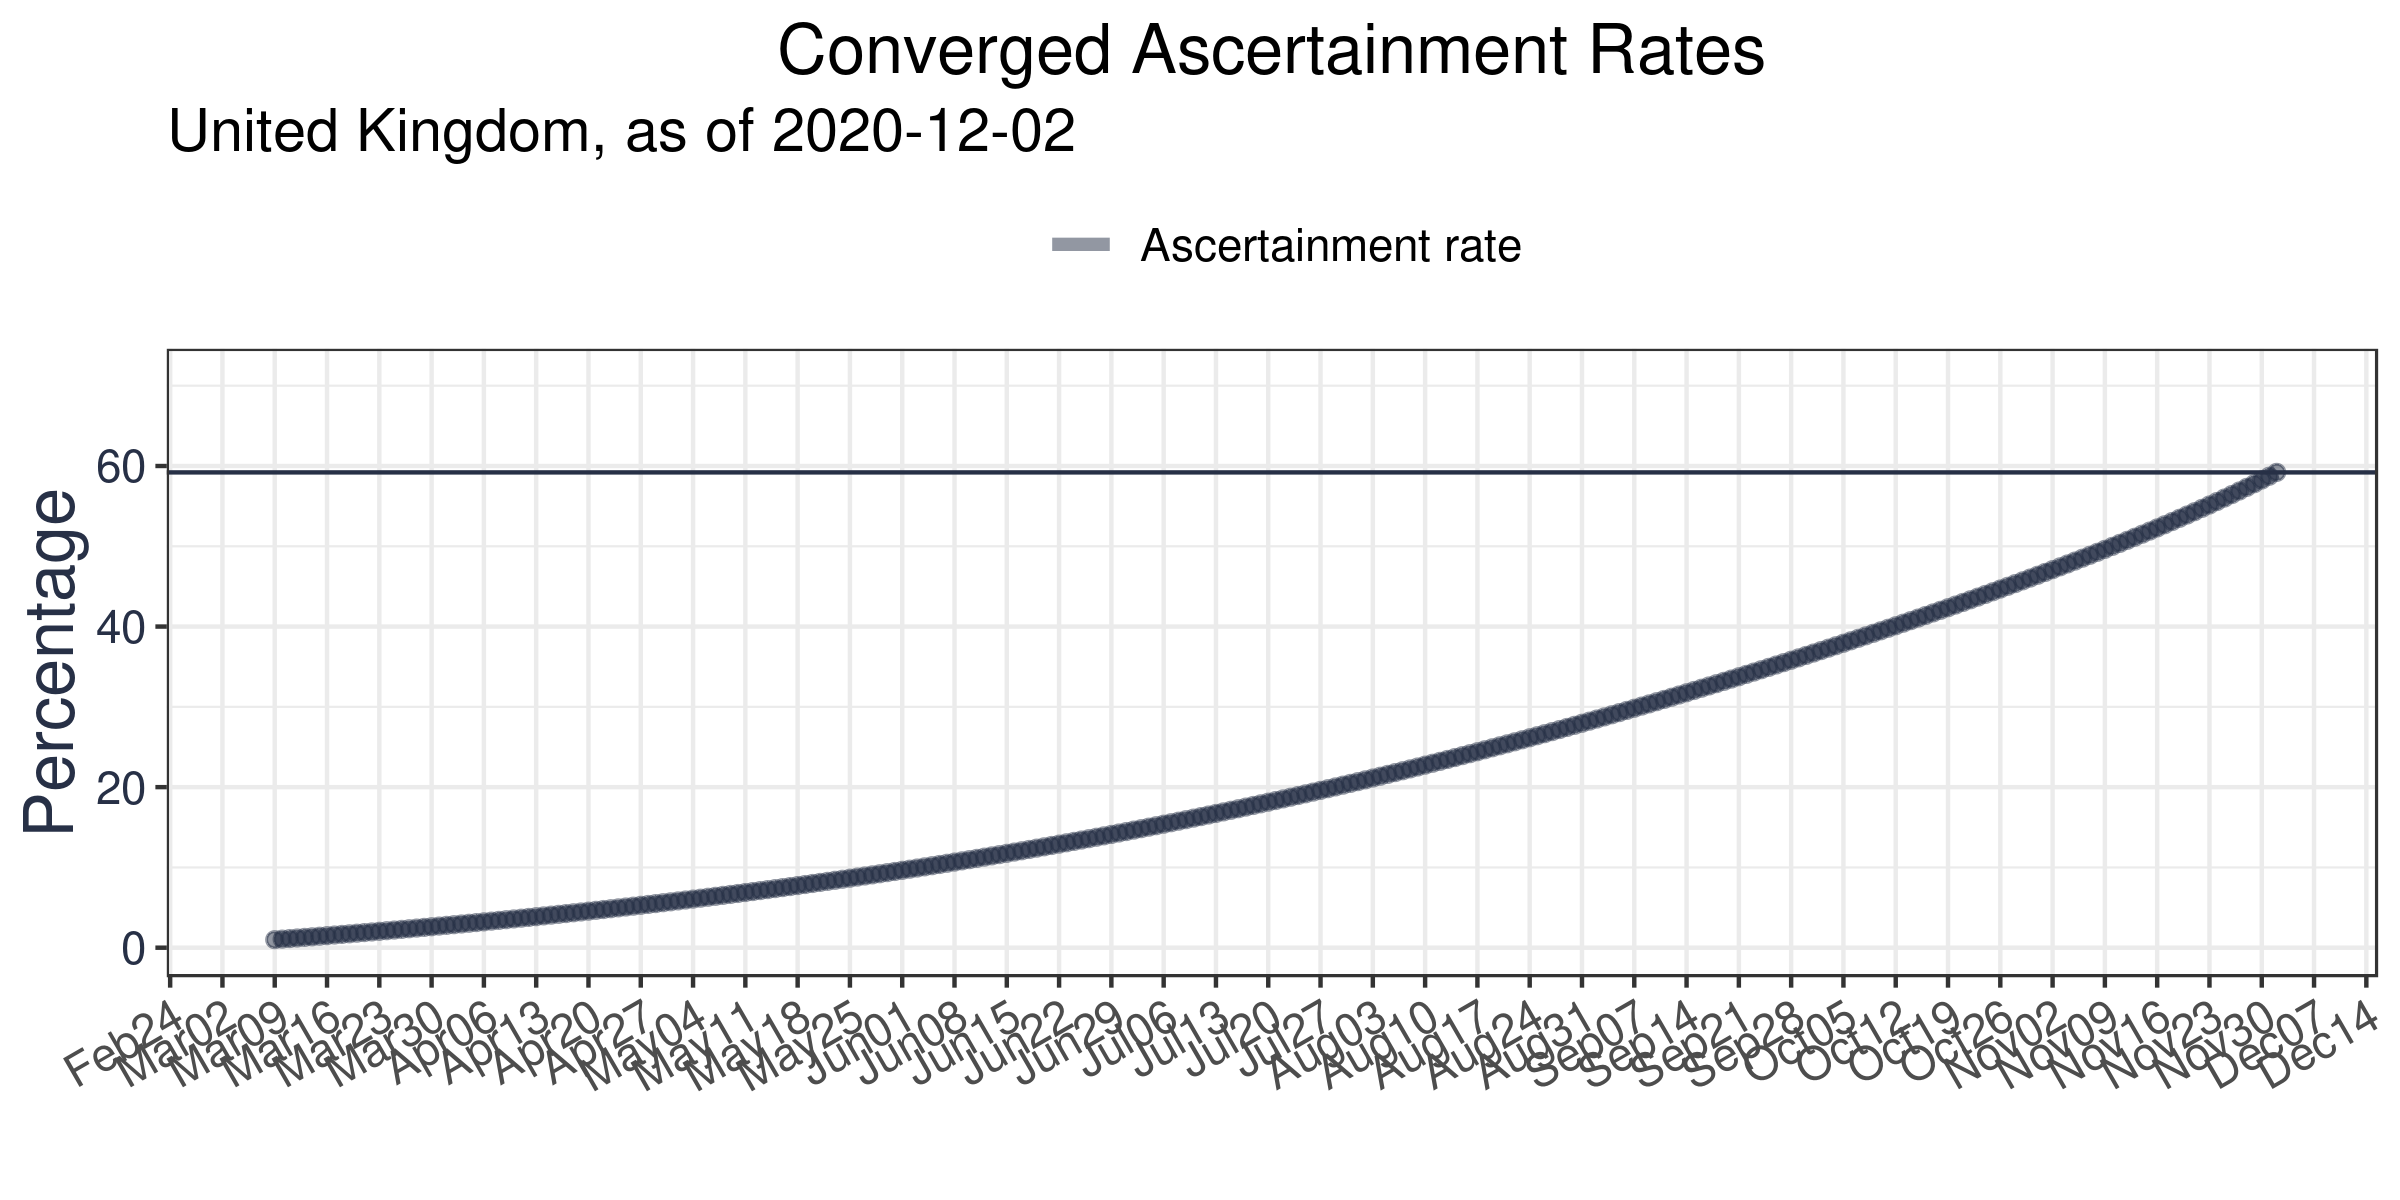 Converged Ascertainment Rates
United Kingdom, as of 2020-12-02
Ascertainment rate
Percentage
60
40
20
0
Feb24
Mar02
Mar09
Mar16
Mar23
Mar30
Apr06
Apr13
Apr20
Apr27
May04
May11
May18
May25
Jun01
Jun08
Jun15
Jun22
Jun29
Jul06
Jul13
Jul20
Jul27
Aug03
Aug10
Aug17
Aug24
Aug31
Sep07
Sep14
Sep21
Sep28
Oct05
Oct12
Oct19
Oct26
Nov02
Nov09
Nov16
Nov23
Nov30
Dec07
Dec14